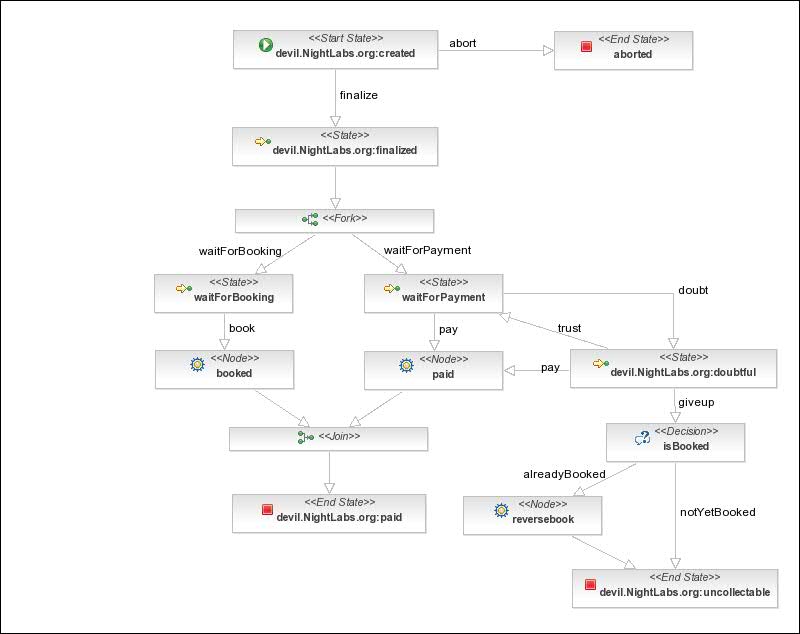 <<Start State>>
devil.NightLabs.org:created
abort
<<End State>>
aborted
finalize
<<State>>
devil.NightLabs.org:finalized
<<Fork>>
waitForBooking
waitForPayment
<<State>>
waitForBooking
<<State>>
waitForPayment
doubt
book
pay
trust
<<Node>>
booked
<<Node>>
paid
pay
<<State>>
devil.NightLabs.org:doubtful
giveup
<<Join>>
<<Decision>>
isBooked
alreadyBooked
<<End State>>
devil.NightLabs.org:paid
<<Node>>
reversebook
notYetBooked
<<End State>>
devil.NightLabs.org:uncollectable